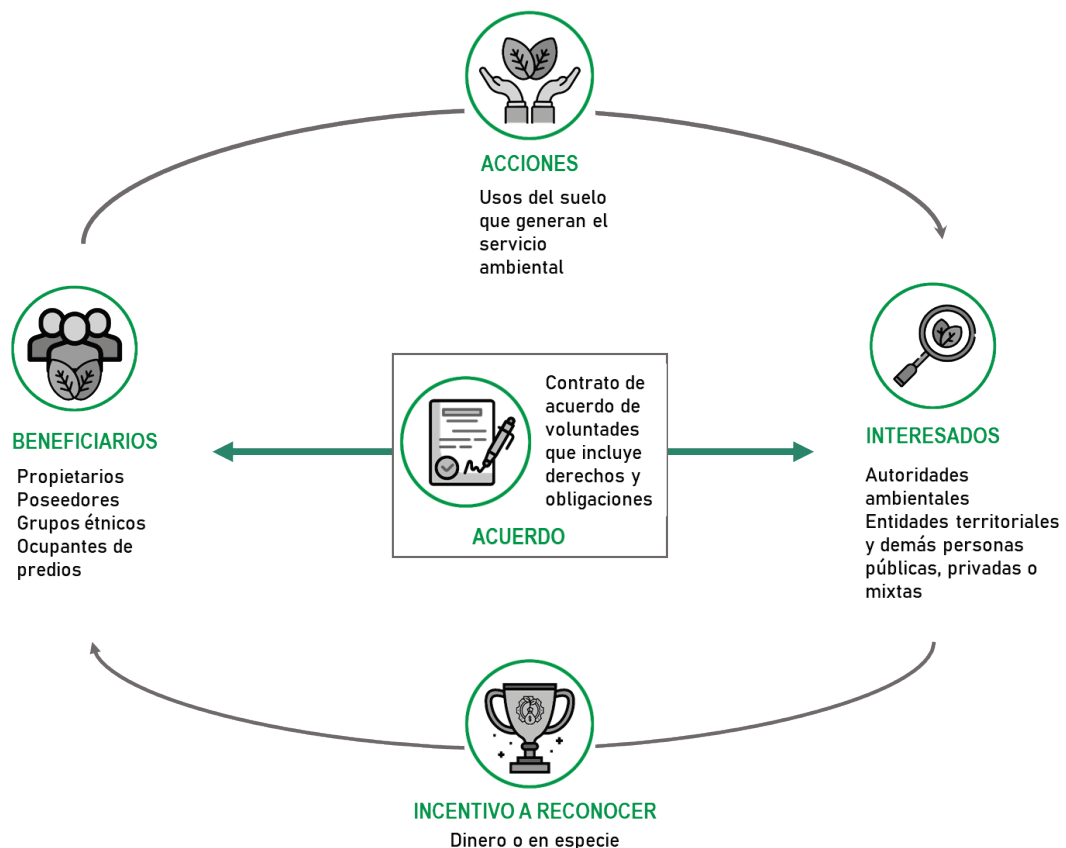 ACCIONES
Usos del suelo
que generan el
servicio
ambiental
BENEFICIARIOS
Propietarios
Poseedores
Grupos étnicos
Ocupantes de
predios
Contrato de
acuerdo de
voluntades
que incluye
derechos y
obligaciones
ACUERDO
INTERESADOS
Autoridades
ambientales
Entidades territoriales
y demás personas
públicas, privadas o
mixtas
INCENTIVO A RECONOCER
Dinero o en especie